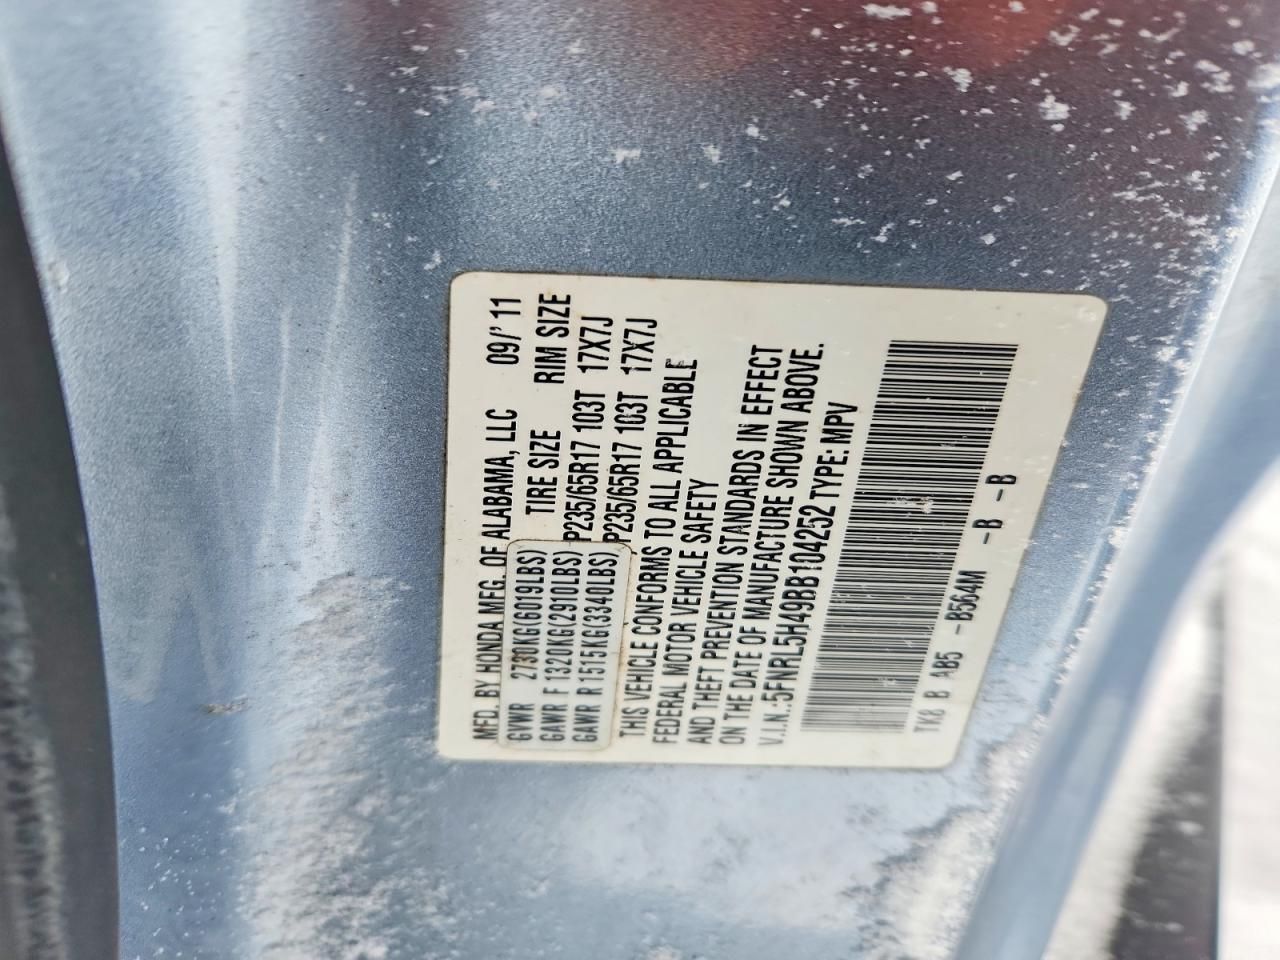 MFD. BY HONDA MFG. OF ALABAMA, LLC 09/'11
GVWR 2730KG(6019LBS) TIRE SIZE RIM SIZE
GAWR F 1320KG(2910LBS) P235/65R17 103T 17X7J
GAWR R 1515KG(3340LBS) P235/65R17 103T 17X7J
THIS VEHICLE CONFORMS TO ALL APPLICABLE
FEDERAL MOTOR VEHICLE SAFETY
AND THEFT PREVENTION STANDARDS IN EFFECT
ON THE DATE OF MANUFACTURE SHOWN ABOVE.
V.I.N.:5FNRL5H49BB104252 TYPE: MPV
TK8 B AB5 -B564M -B -B